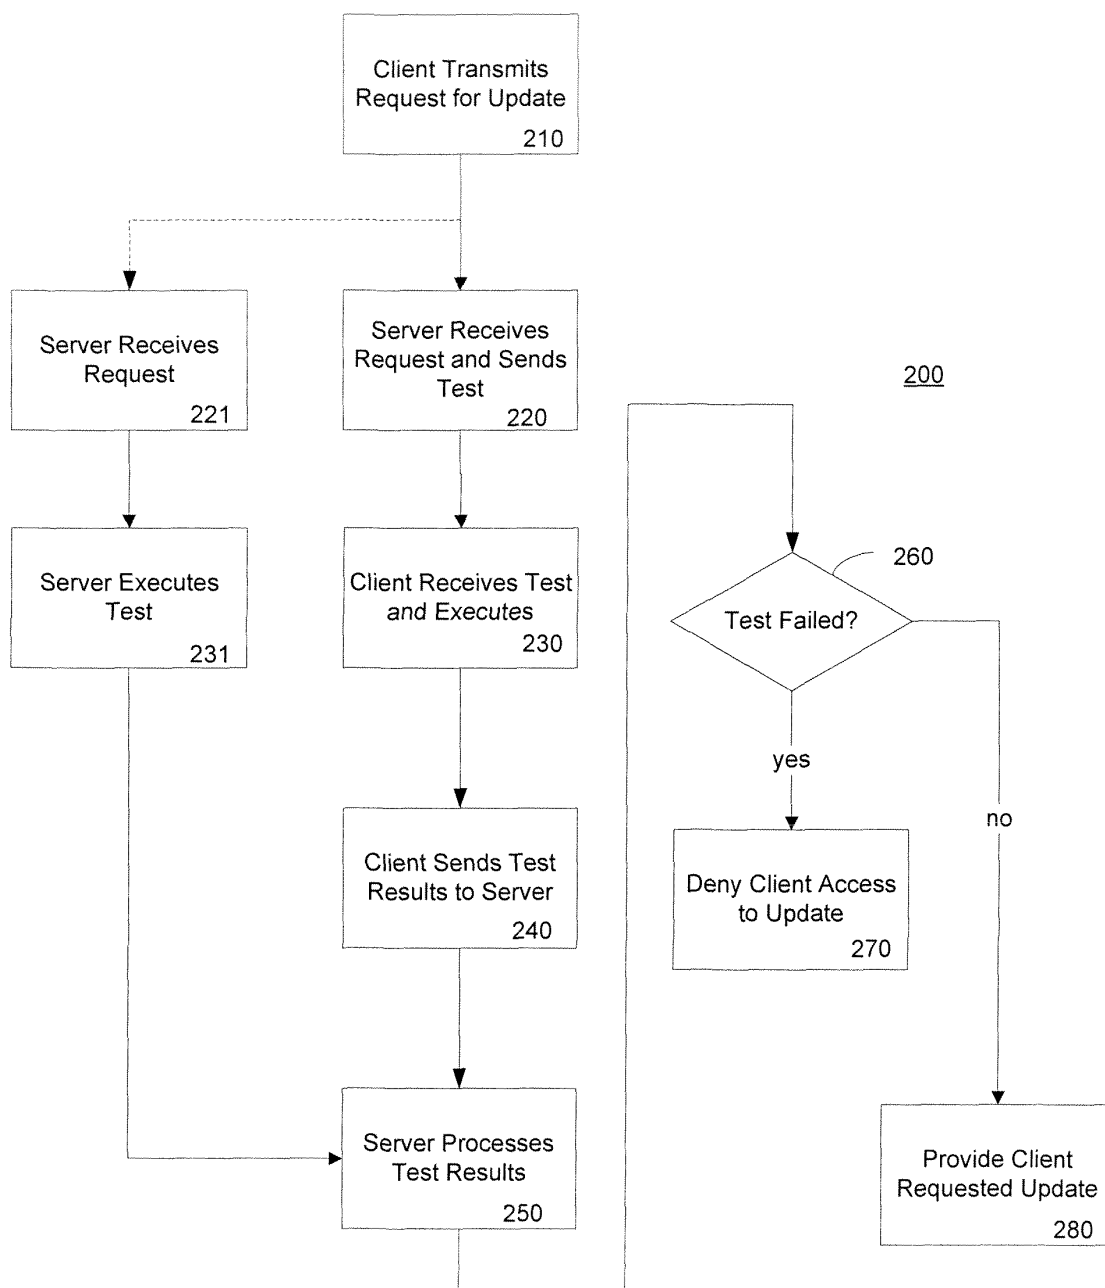 Client Transmits
Request for Update
210
Server Receives
Request
221
Server Receives
Request and Sends
Test
220
200
Server Executes
Test
231
Client Receives Test
and Executes
230
260
Test Failed?
yes
no
Client Sends Test
Results to Server
240
Deny Client Access
to Update
270
Server Processes
Test Results
250
Provide Client
Requested Update
280